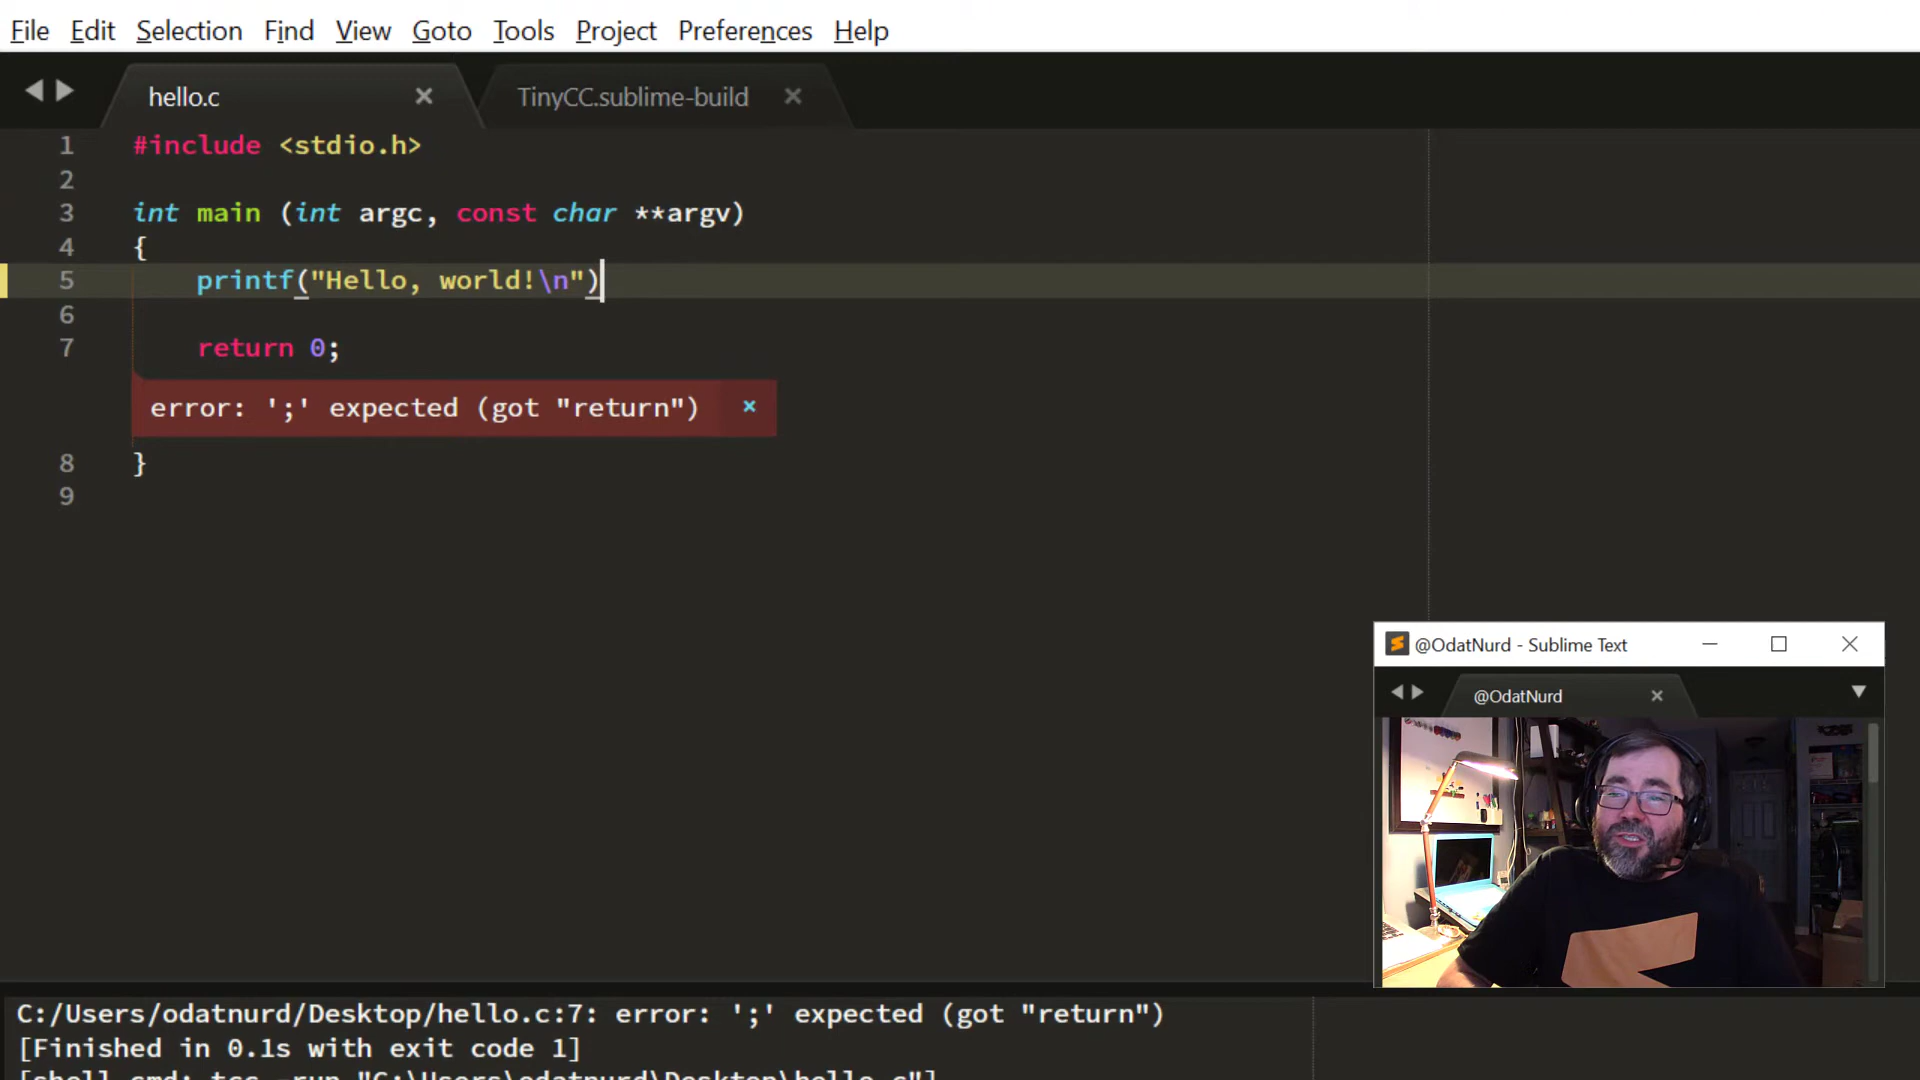 File Edit Selection Find View Goto Tools Project Preferences Help
hello.c TinyCC.sublime-build
1 #include <stdio.h>
2
3 int main (int argc, const char **argv)
4 {
5 printf("Hello, world!\n")
6
7 return 0;
error: ';' expected (got "return") ×
8 }
9
@OdatNurd - Sublime Text
@OdatNurd
C:/Users/odatnurd/Desktop/hello.c:7: error: ';' expected (got "return")
[Finished in 0.1s with exit code 1]
[shell_cmd: tcc -run "C:\Users\odatnurd\Desktop\hello.c"]